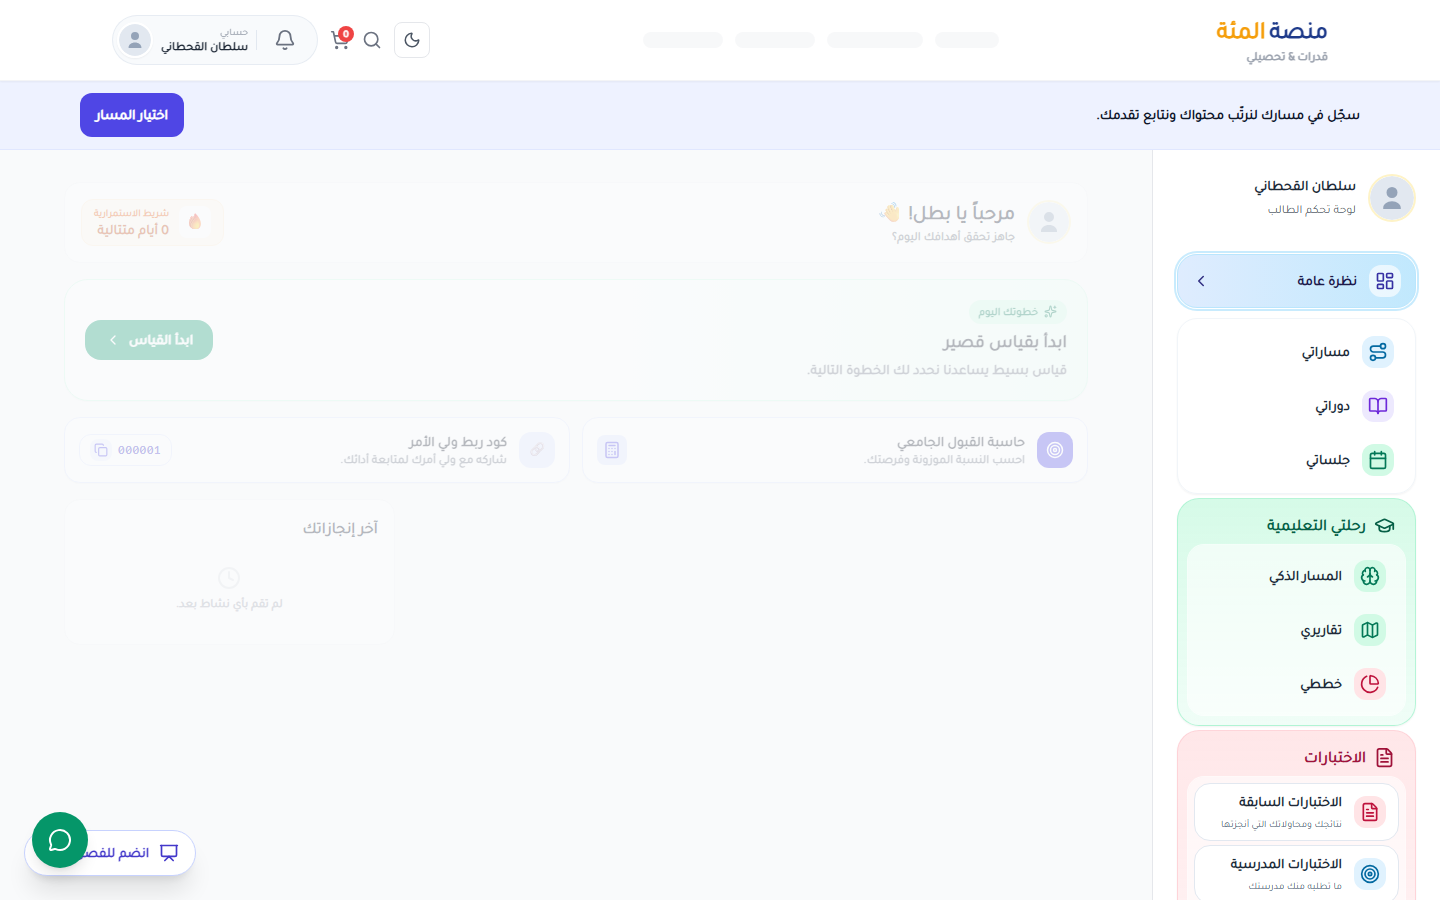 منصة المئة
قدرات & تحصيلي
0
حسابي
سلطان القحطاني
سجّل في مسارك لنرتّب محتواك ونتابع تقدمك.
اختيار المسار
سلطان القحطاني
لوحة تحكم الطالب
نظرة عامة
مساراتي
دوراتي
جلساتي
رحلتي التعليمية
المسار الذكي
تقاريري
خططي
الاختبارات
الاختبارات السابقة
نتائجك ومحاولاتك التي أنجزتها
الاختبارات المدرسية
ما تطلبه منك مدرستك
مرحباً يا بطل! 👋
جاهز تحقق أهدافك اليوم؟
شريط الاستمرارية
0 أيام متتالية
خطوتك اليوم
ابدأ بقياس قصير
قياس بسيط يساعدنا نحدد لك الخطوة التالية.
ابدأ القياس
حاسبة القبول الجامعي
احسب النسبة الموزونة وفرصتك.
كود ربط ولي الأمر
شاركه مع ولي أمرك لمتابعة أدائك.
000001
آخر إنجازاتك
لم تقم بأي نشاط بعد.
انضم